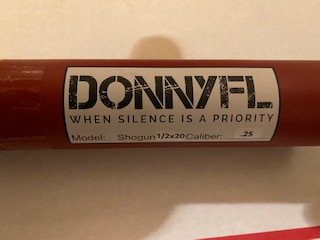 DONNYFL
WHEN SILENCE IS A PRIORITY
Model: Shogun 1/2x20 Caliber: .25